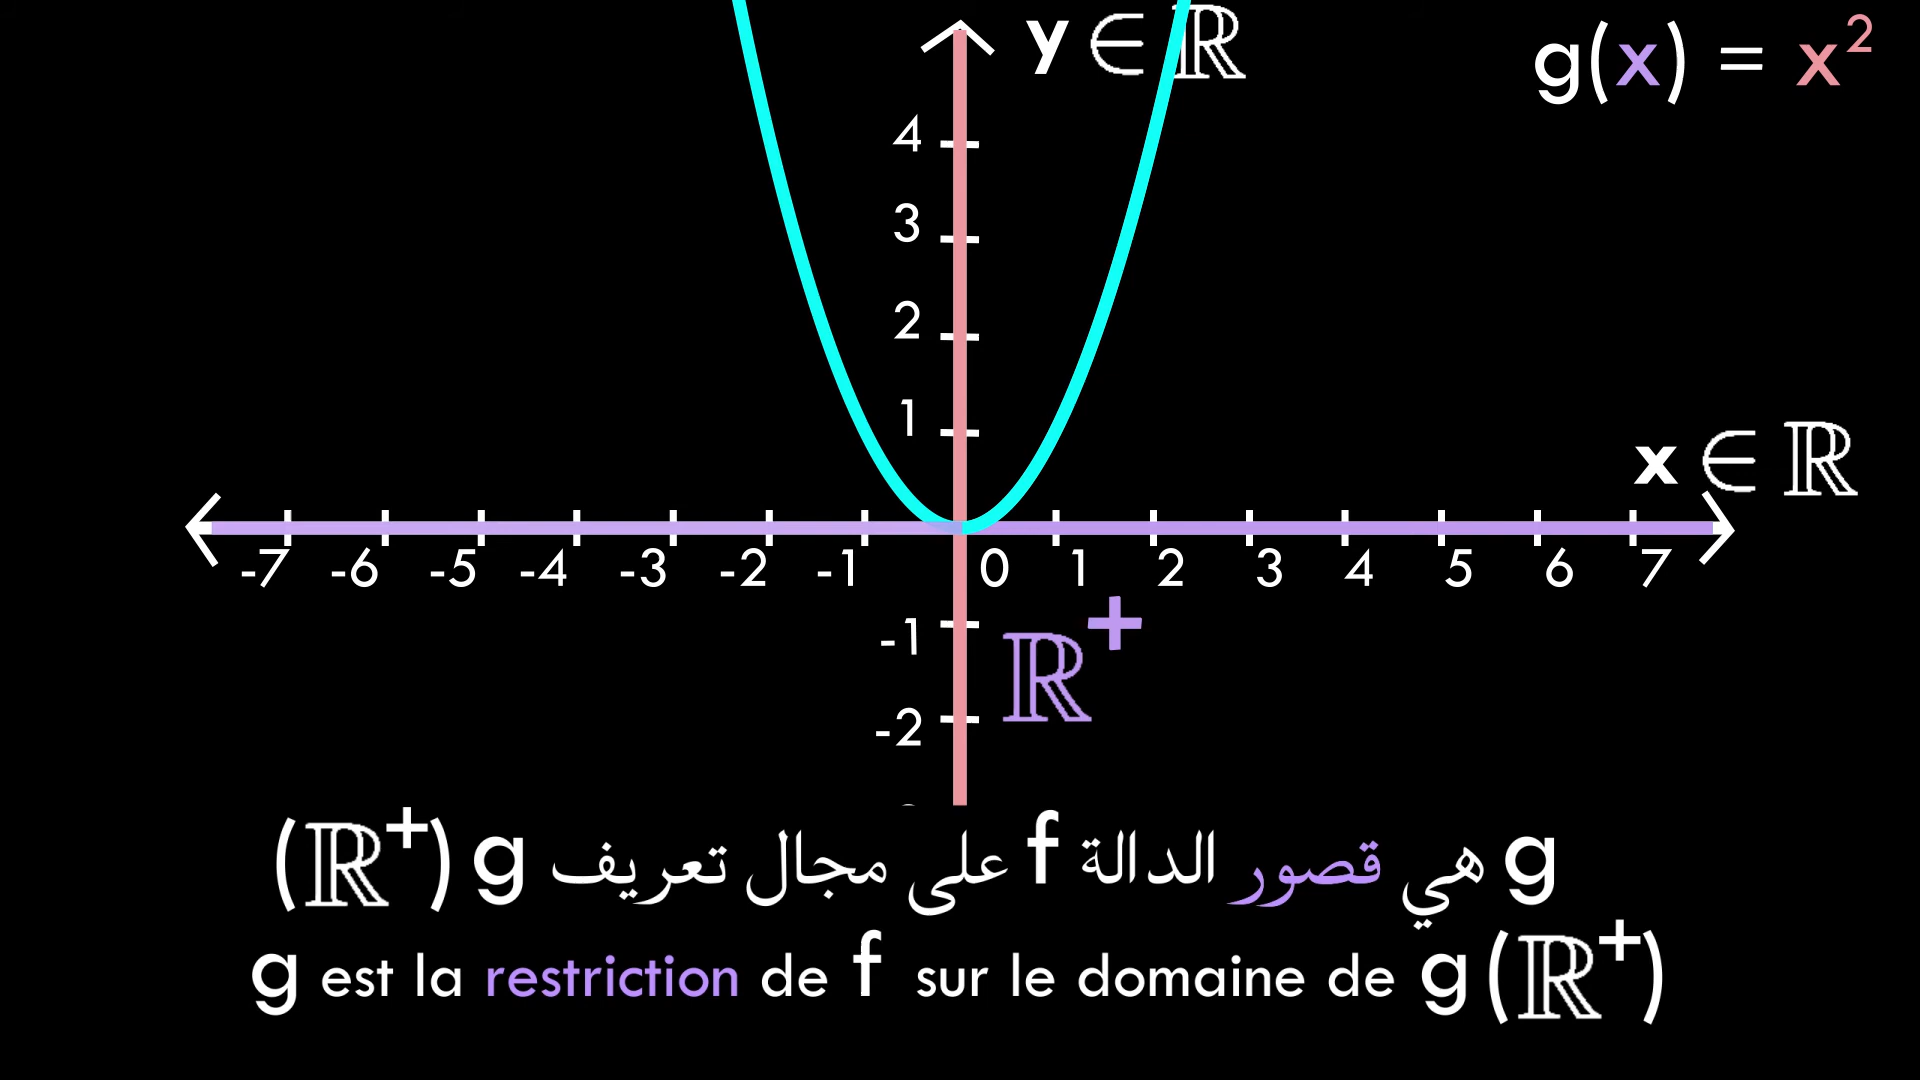 y ∈ ℝ
g(x) = x²
4
3
2
1
x ∈ ℝ
-7 -6 -5 -4 -3 -2 -1 0 1 2 3 4 5 6 7
-1
ℝ⁺
-2
g هي قصور الدالة f على مجال تعريف g (ℝ⁺)
g est la restriction de f sur le domaine de g (ℝ⁺)